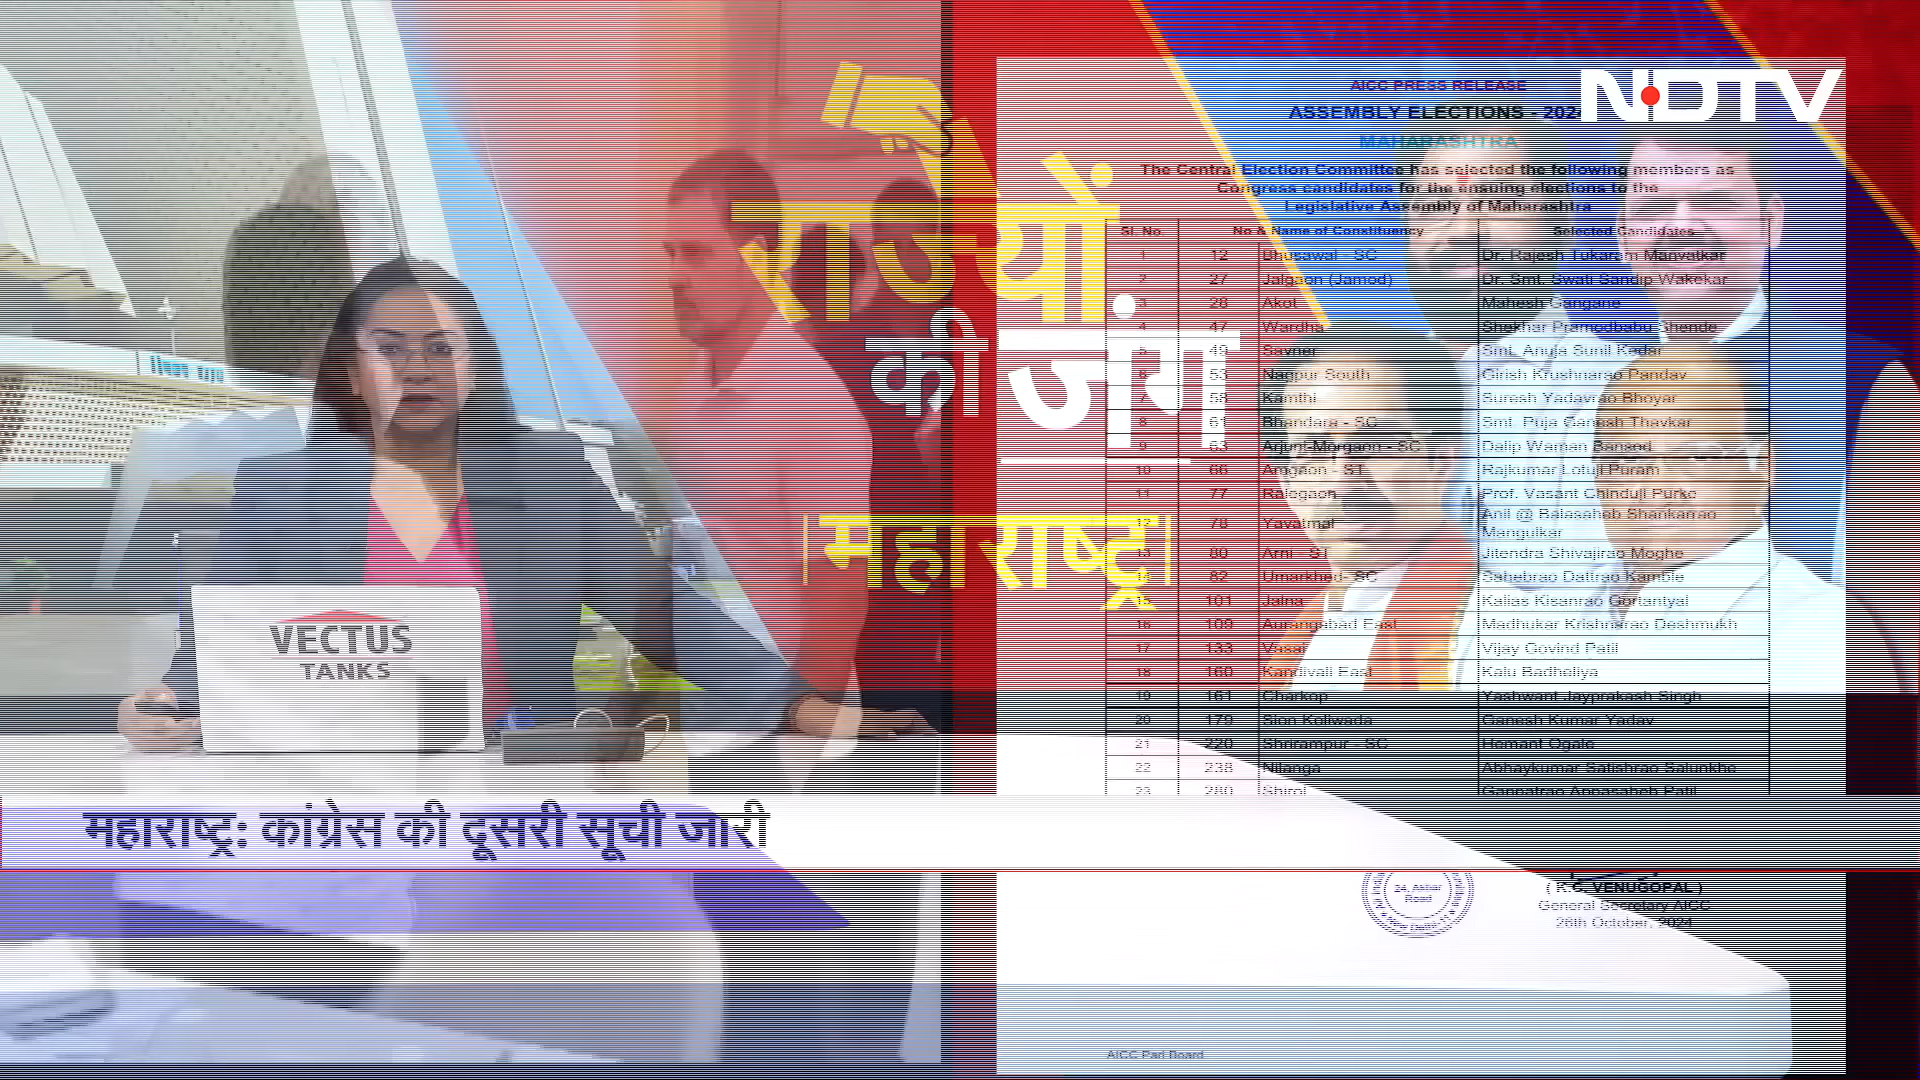 NDTV
AICC PRESS RELEASE
ASSEMBLY ELECTIONS - 2024
MAHARASHTRA
The Central Election Committee has selected the following members as
Congress candidates for the ensuing elections to the
Legislative Assembly of Maharashtra
Sl. No. No & Name of Constituency Selected Candidates
1 12 Bhusawal - SC Dr. Rajesh Tukaram Manvatkar
2 27 Jalgaon (Jamod) Dr. Smt. Swati Sandip Wakekar
3 28 Akot Mahesh Gangane
4 47 Wardha Shekhar Pramodbabu Shende
5 49 Savner Smt. Anuja Sunil Kedar
6 53 Nagpur South Girish Krushnarao Pandav
7 58 Kamthi Suresh Yadavrao Bhoyar
8 61 Bhandara - SC Smt. Puja Ganesh Thavkar
9 63 Arjuni-Morgaon - SC Dalip Waman Bansod
10 66 Amgaon - ST Rajkumar Lotuji Puram
11 77 Ralegaon Prof. Vasant Chinduji Purke
12 78 Yavatmal Anil @ Balasaheb Shankarrao
Mangulkar
13 80 Arni - ST Jitendra Shivajirao Moghe
14 82 Umarkhed- SC Sahebrao Dattrao Kamble
15 101 Jalna Kalias Kisanrao Gortantyal
16 109 Aurangabad East Madhukar Krishnarao Deshmukh
17 133 Vasai Vijay Govind Patil
18 160 Kandivali East Kalu Badheliya
19 161 Charkop Yashwant Jayprakash Singh
20 179 Sion Koliwada Ganesh Kumar Yadav
21 220 Shrirampur - SC Hemant Ogale
22 238 Nilanga Abhaykumar Satishrao Salunkhe
23 280 Shirol Ganpatrao Appasaheb Patil
24, Akbar
Road
( K.C. VENUGOPAL )
General Secretary AICC
26th October, 2024
AICC Parl Board
राज्यों
की जंग
महाराष्ट्र
VECTUS
TANKS
महाराष्ट्र: कांग्रेस की दूसरी सूची जारी